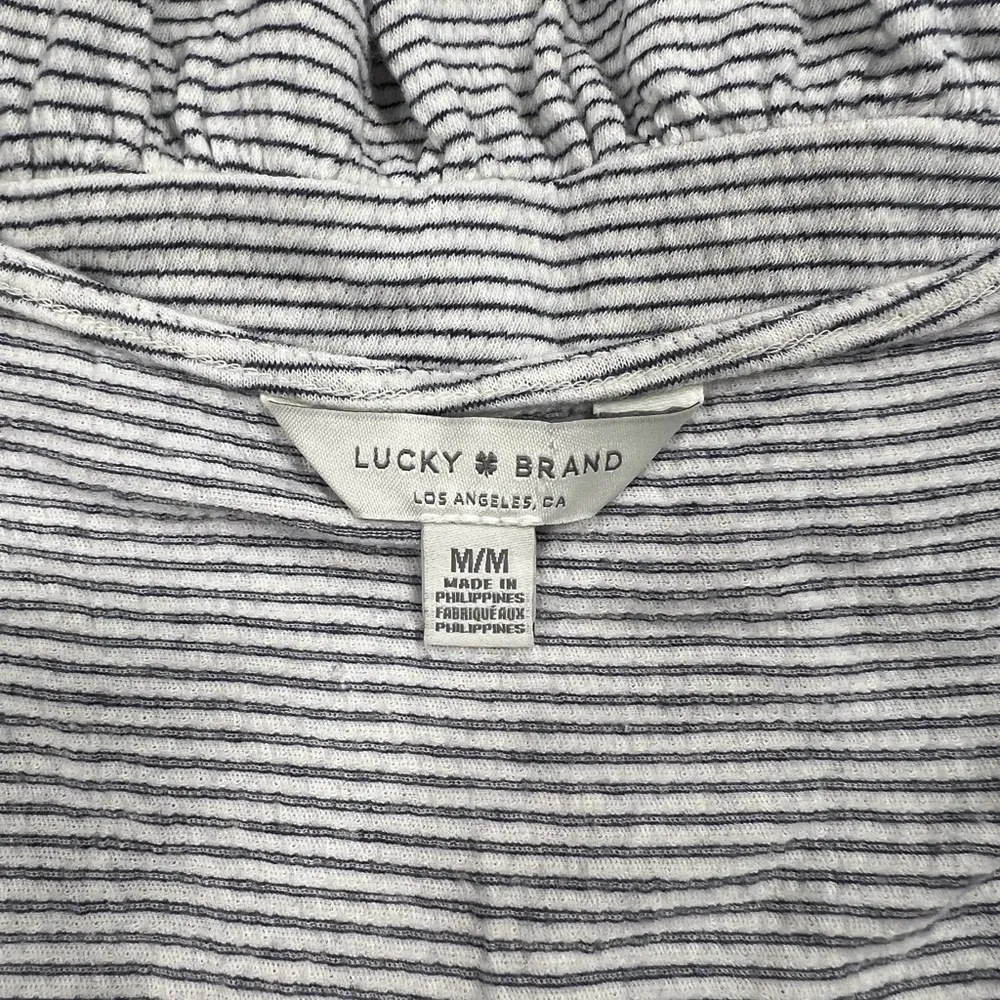 LUCKY BRAND
LOS ANGELES, CA
M/M
MADE IN
PHILIPPINES
FABRIQUÉ AUX
PHILIPPINES